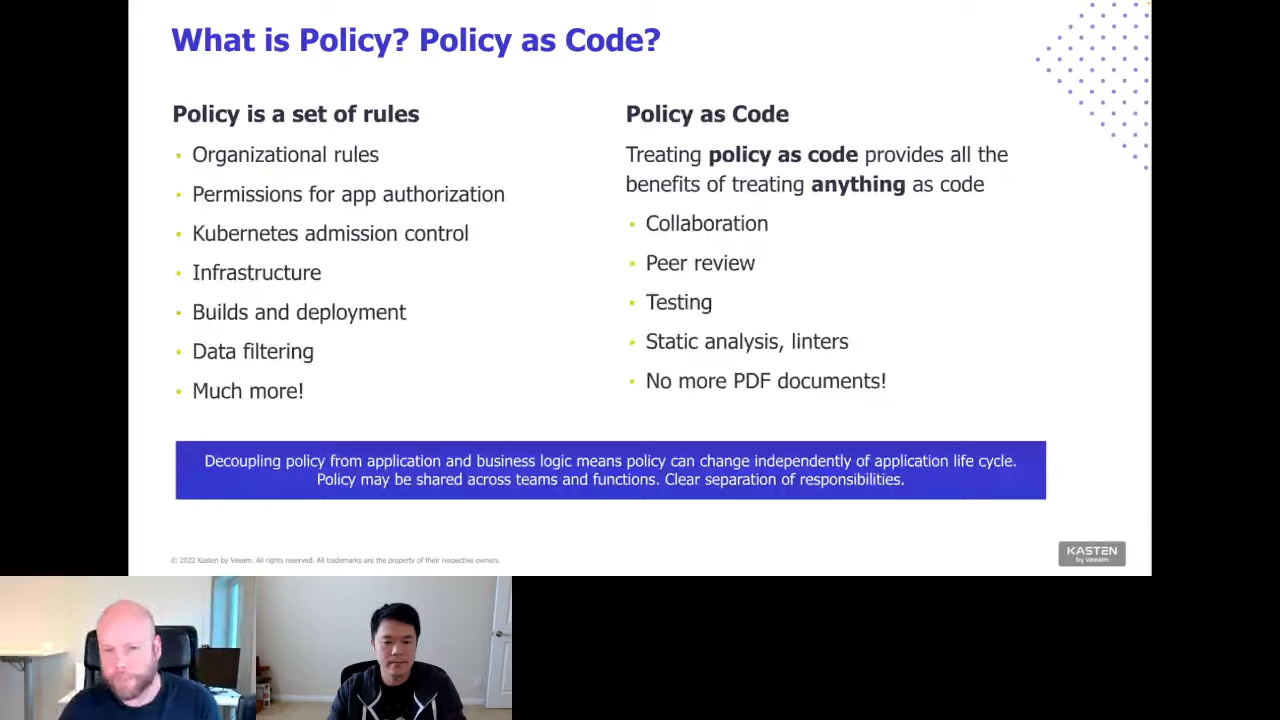 What is Policy? Policy as Code?
Policy is a set of rules
Organizational rules
Permissions for app authorization
Kubernetes admission control
Infrastructure
Builds and deployment
Data filtering
Much more!
Policy as Code
Treating policy as code provides all the
benefits of treating anything as code
Collaboration
Peer review
Testing
Static analysis, linters
No more PDF documents!
Decoupling policy from application and business logic means policy can change independently of application life cycle.
Policy may be shared across teams and functions. Clear separation of responsibilities.
© 2022 Kasten by Veeam. All rights reserved. All trademarks are the property of their respective owners.
KASTEN
by veeam